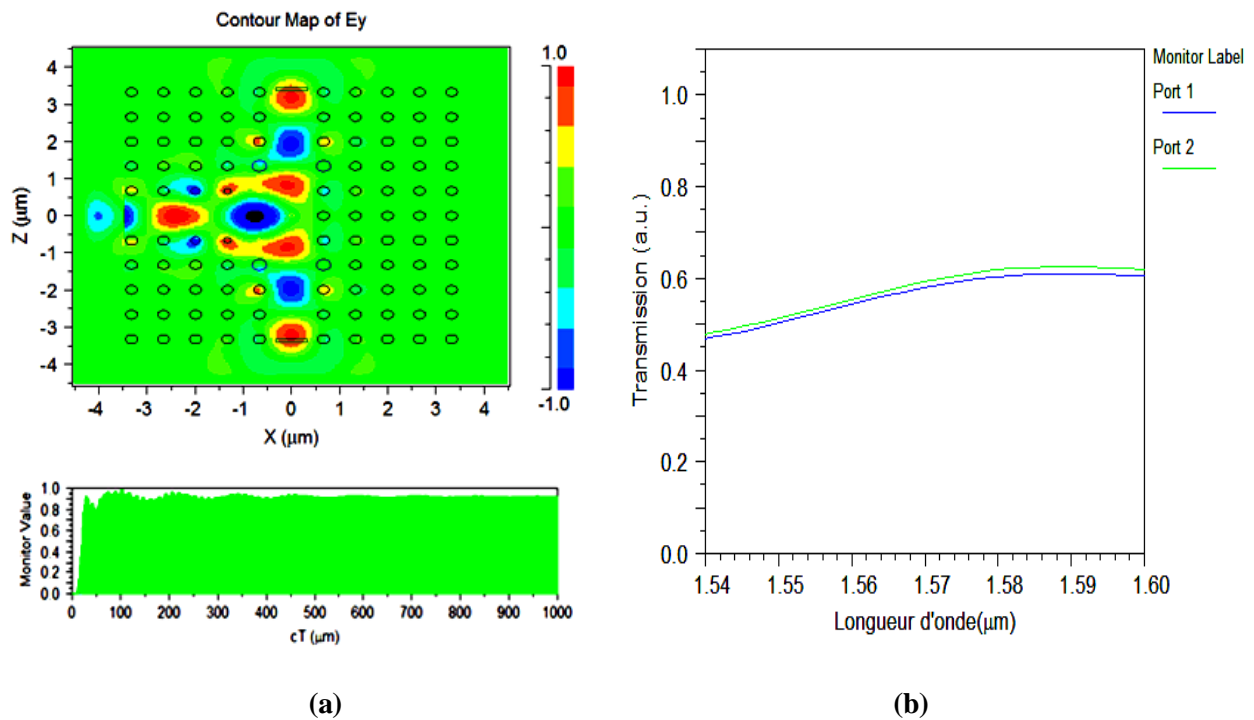 Contour Map of Ey
1.0
-1.0
Z (µm)
4
3
2
1
0
-1
-2
-3
-4
-4 -3 -2 -1 0 1 2 3 4
X (µm)
Monitor Value
1.0
0.8
0.6
0.4
0.2
0.0
0 100 200 300 400 500 600 700 800 900 1000
cT (µm)
(a)
Transmission (a.u.)
1.0
0.8
0.6
0.4
0.2
0.0
1.54 1.55 1.56 1.57 1.58 1.59 1.60
Longueur d'onde(µm)
Monitor Label
Port 1
Port 2
(b)